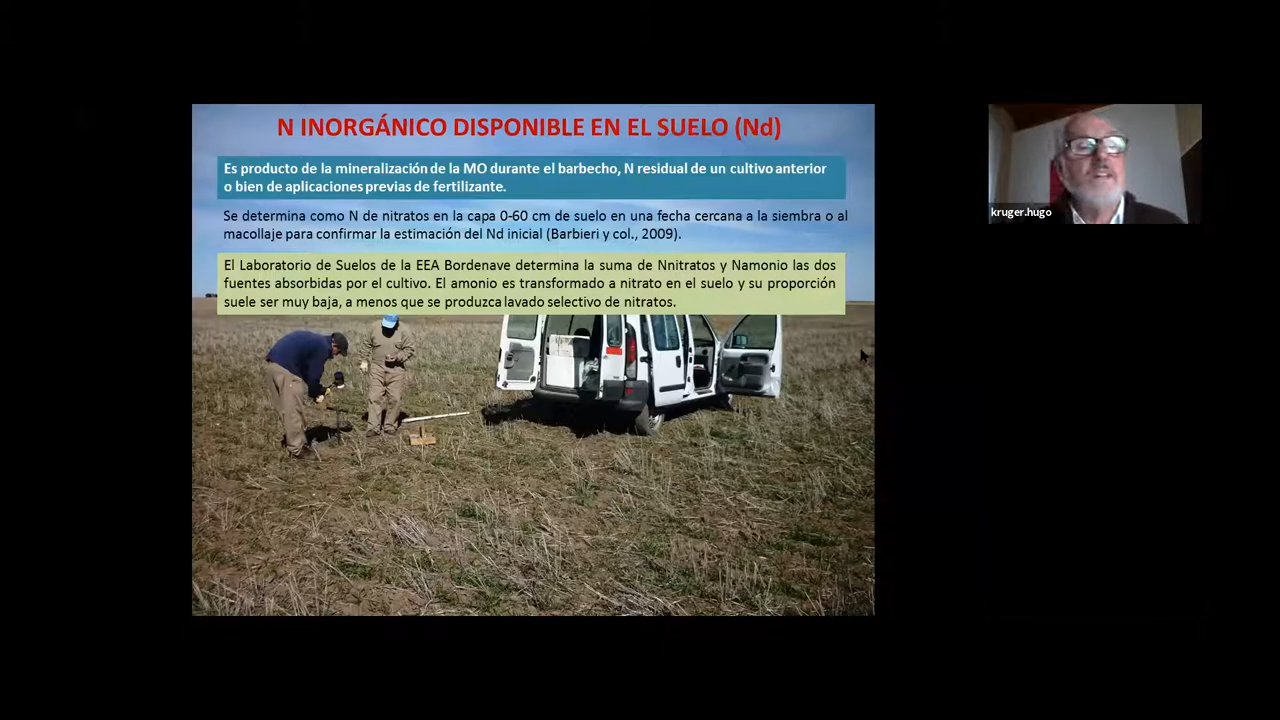 N INORGÁNICO DISPONIBLE EN EL SUELO (Nd)
Es producto de la mineralización de la MO durante el barbecho, N residual de un cultivo anterior
o bien de aplicaciones previas de fertilizante.
Se determina como N de nitratos en la capa 0-60 cm de suelo en una fecha cercana a la siembra o al
macollaje para confirmar la estimación del Nd inicial (Barbieri y col., 2009).
El Laboratorio de Suelos de la EEA Bordenave determina la suma de Nnitratos y Namonio las dos
fuentes absorbidas por el cultivo. El amonio es transformado a nitrato en el suelo y su proporción
suele ser muy baja, a menos que se produzca lavado selectivo de nitratos.
kruger.hugo